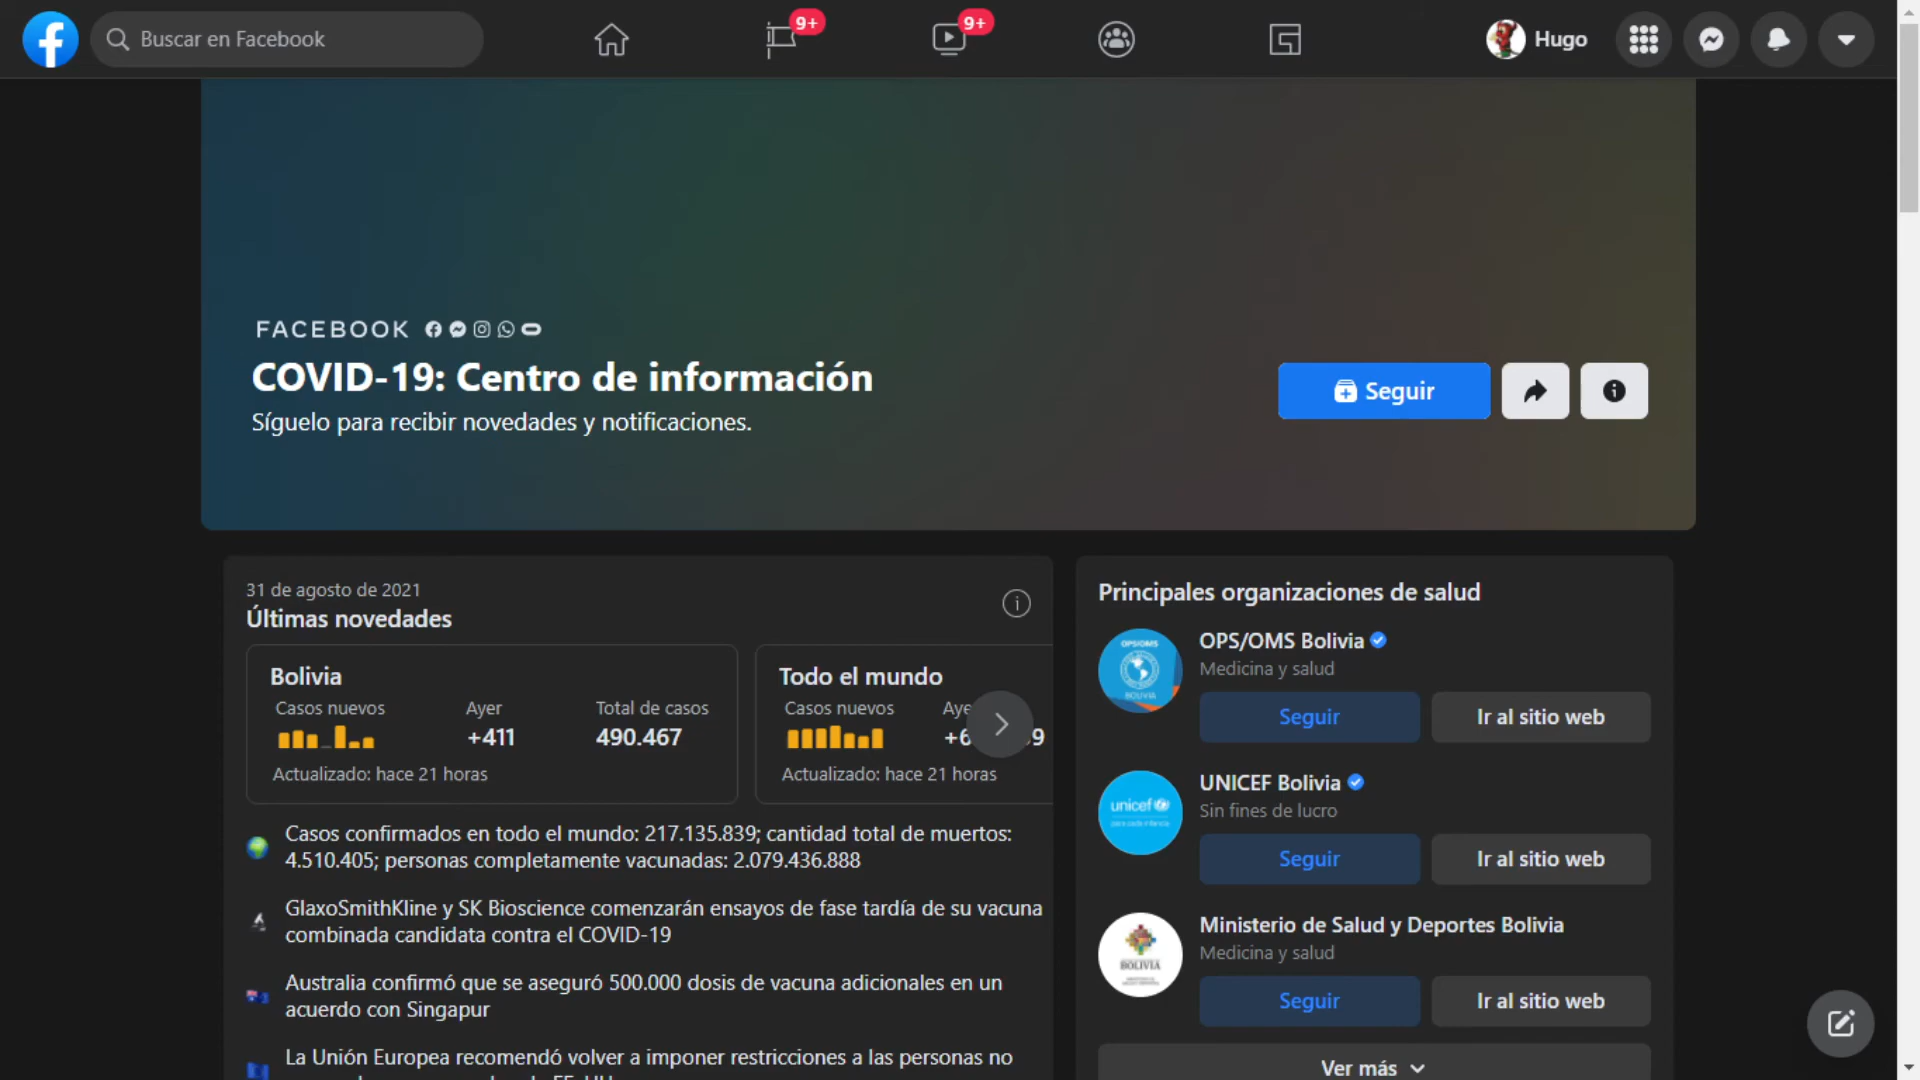 Buscar en Facebook
9+
9+
Hugo
FACEBOOK
COVID-19: Centro de información
Síguelo para recibir novedades y notificaciones.
Seguir
31 de agosto de 2021
Últimas novedades
Bolivia
Casos nuevos Ayer Total de casos
+411 490.467
Actualizado: hace 21 horas
Todo el mundo
Casos nuevos
Actualizado: hace 21 horas
Casos confirmados en todo el mundo: 217.135.839; cantidad total de muertos:
4.510.405; personas completamente vacunadas: 2.079.436.888
GlaxoSmithKline y SK Bioscience comenzarán ensayos de fase tardía de su vacuna
combinada candidata contra el COVID-19
Australia confirmó que se aseguró 500.000 dosis de vacuna adicionales en un
acuerdo con Singapur
La Unión Europea recomendó volver a imponer restricciones a las personas no
Principales organizaciones de salud
OPS/OMS
BOLIVIA
OPS/OMS Bolivia
Medicina y salud
Seguir Ir al sitio web
unicef
para cada infancia
UNICEF Bolivia
Sin fines de lucro
Seguir Ir al sitio web
BOLIVIA
Ministerio de Salud y Deportes Bolivia
Medicina y salud
Seguir Ir al sitio web
Ver más